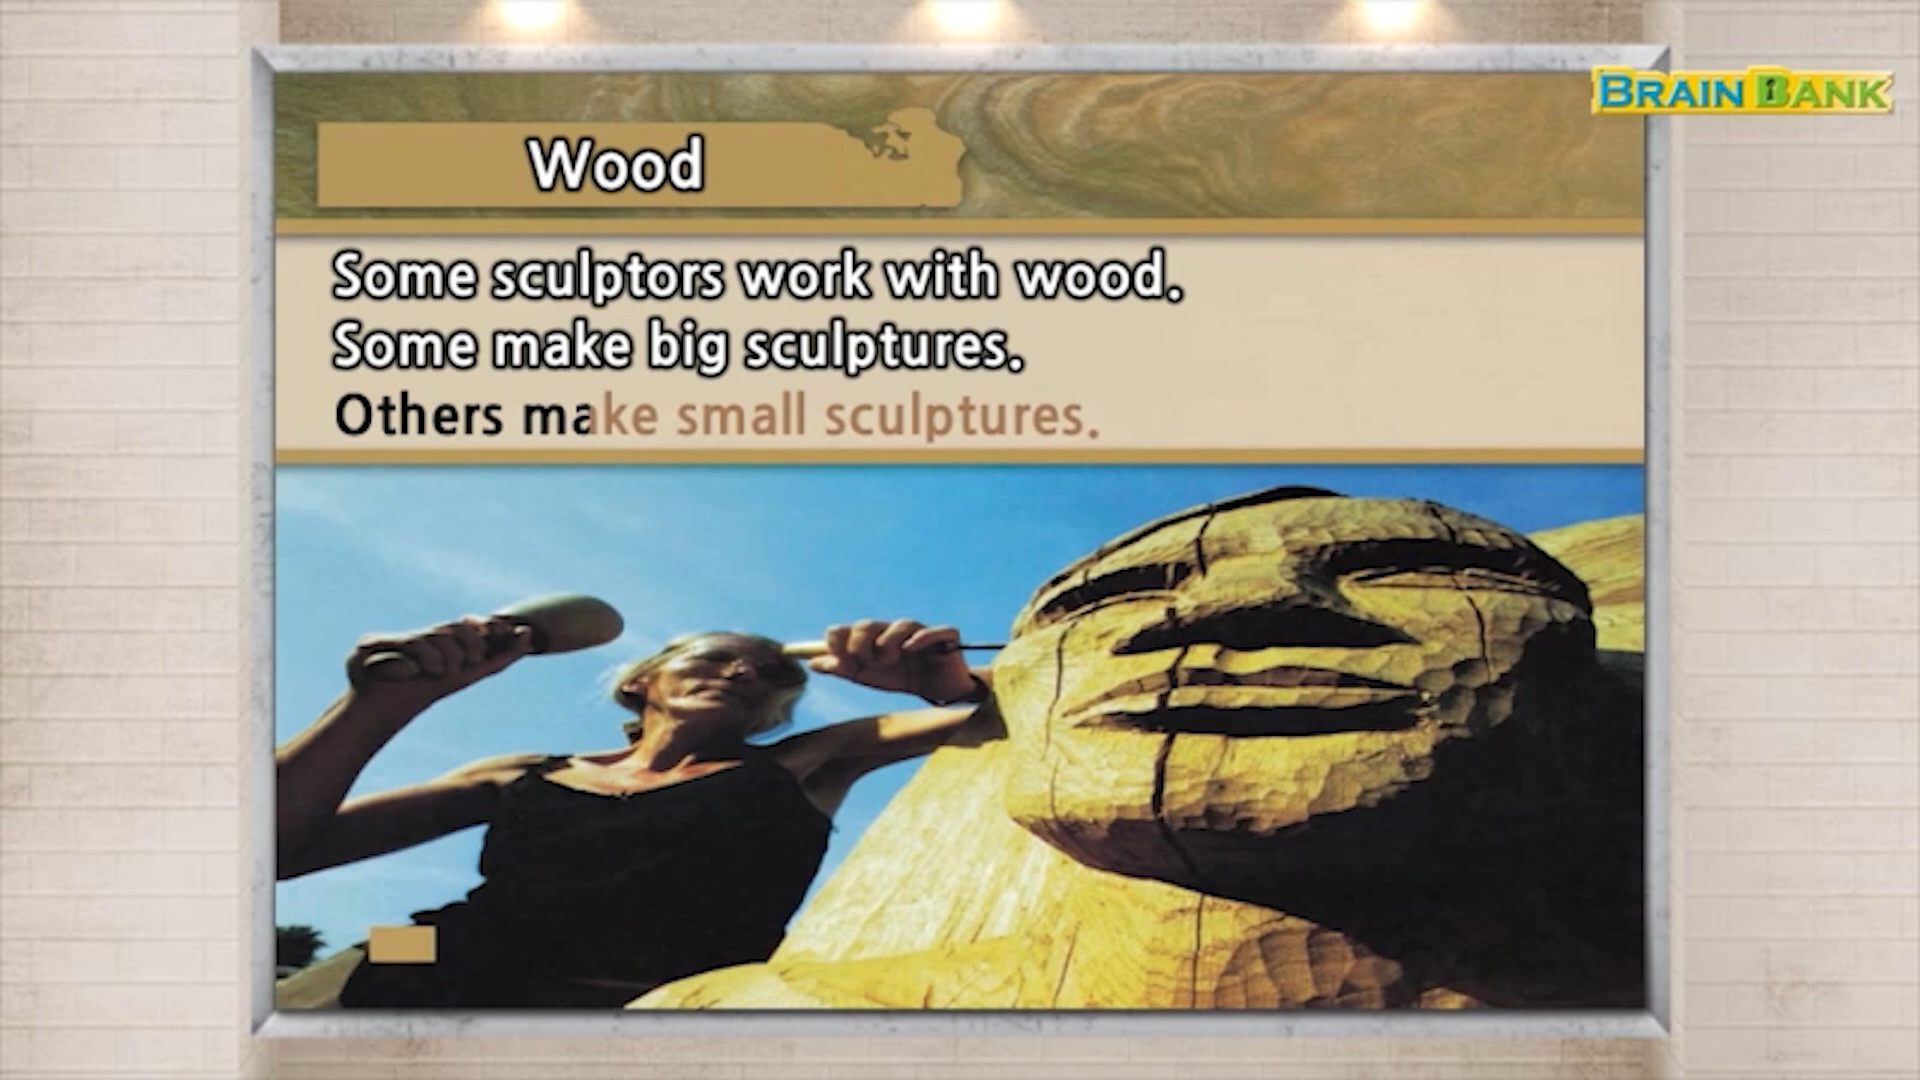 BRAIN BANK
Wood
Some sculptors work with wood.
Some make big sculptures.
Others make small sculptures.